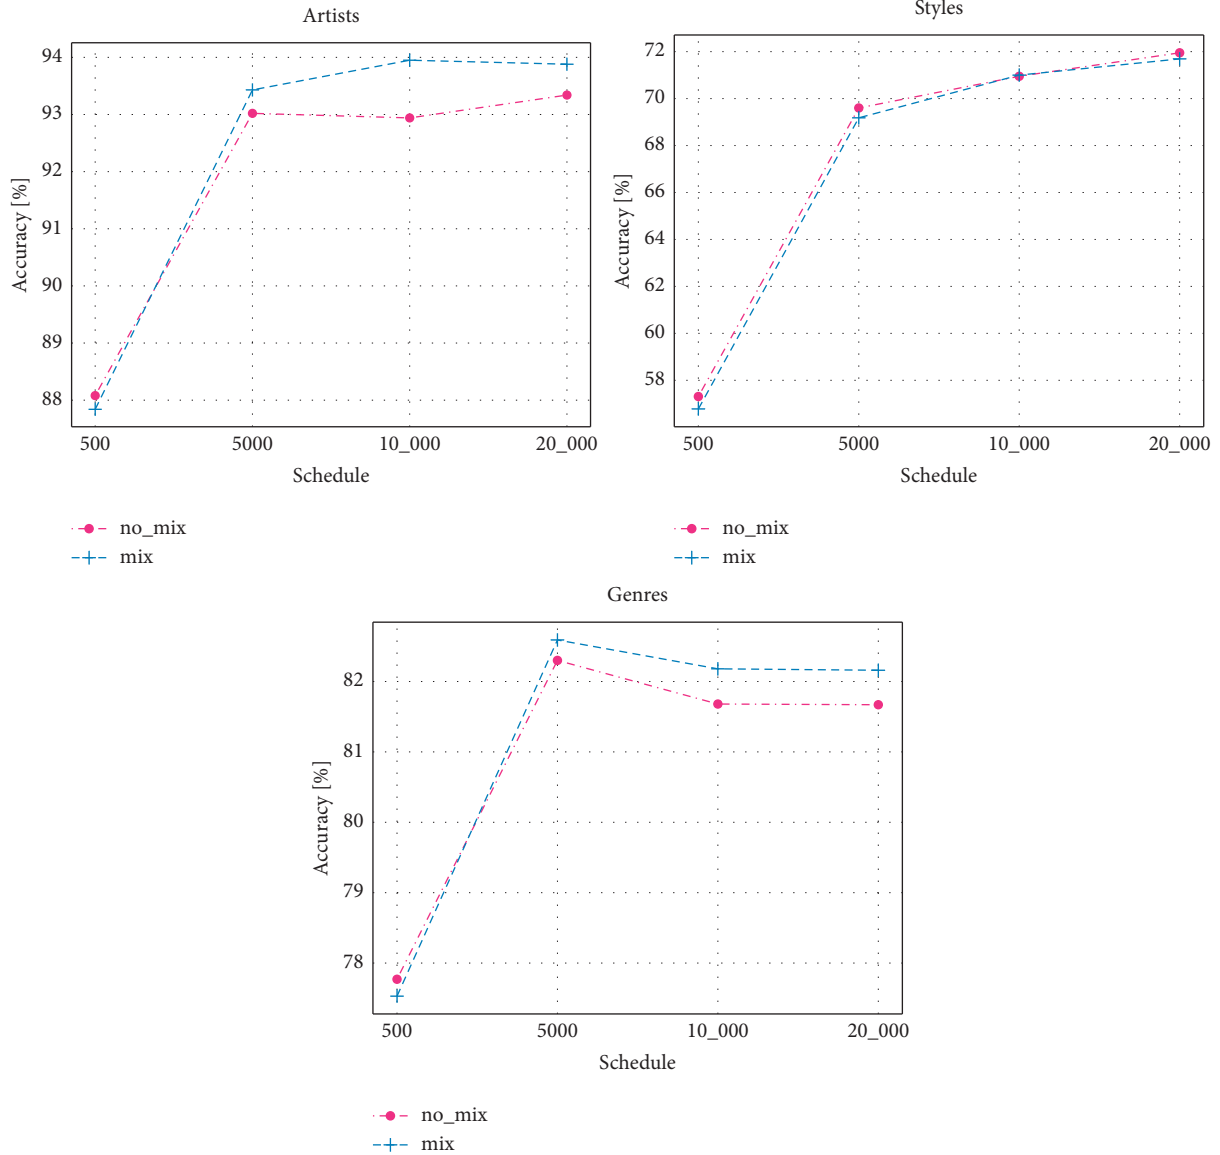 Artists
94
93
92
91
90
89
88
Accuracy [%]
500 5000 10_000 20_000
Schedule
no_mix
mix
Styles
72
70
68
66
64
62
60
58
Accuracy [%]
500 5000 10_000 20_000
Schedule
no_mix
mix
Genres
82
81
80
79
78
Accuracy [%]
500 5000 10_000 20_000
Schedule
no_mix
mix